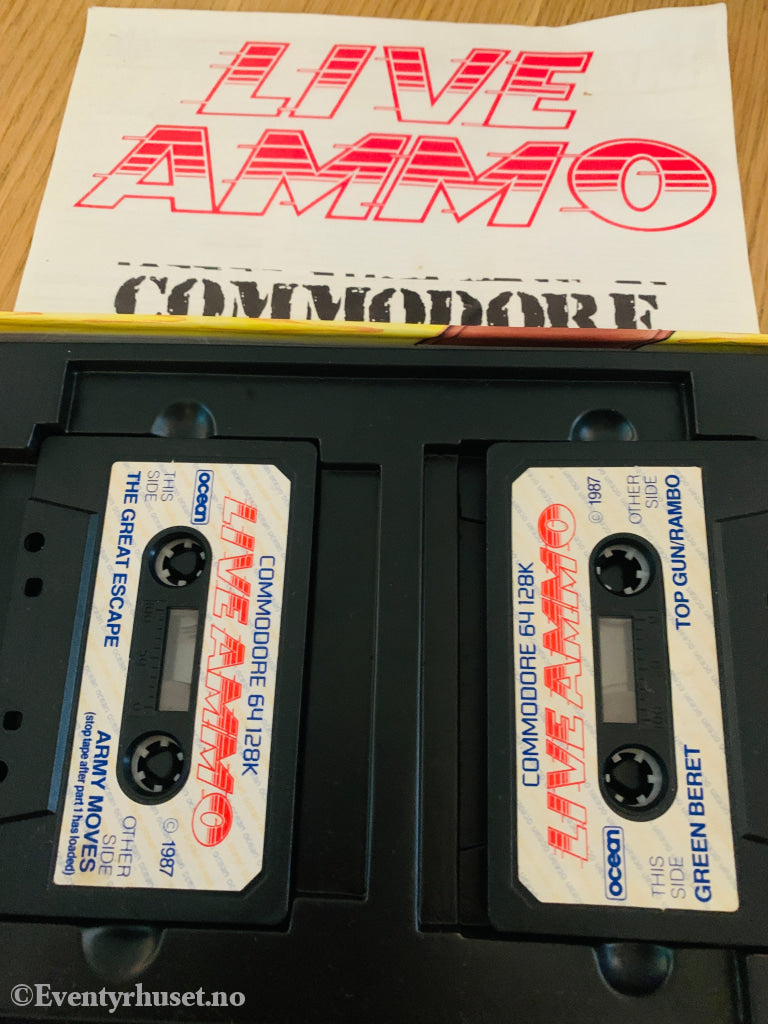 LIVE
AMMO
COMMODORE
COMMODORE 64 128K
LIVE AMMO
ocean
THIS
SIDE
THE GREAT ESCAPE
© 1987
OTHER
SIDE
ARMY MOVES
(stop tape after part 1 has loaded)
COMMODORE 64 128K
LIVE AMMO
© 1987
ocean
THIS
SIDE
GREEN BERET
OTHER
SIDE
TOP GUN/RAMBO
©Eventyrhuset.no